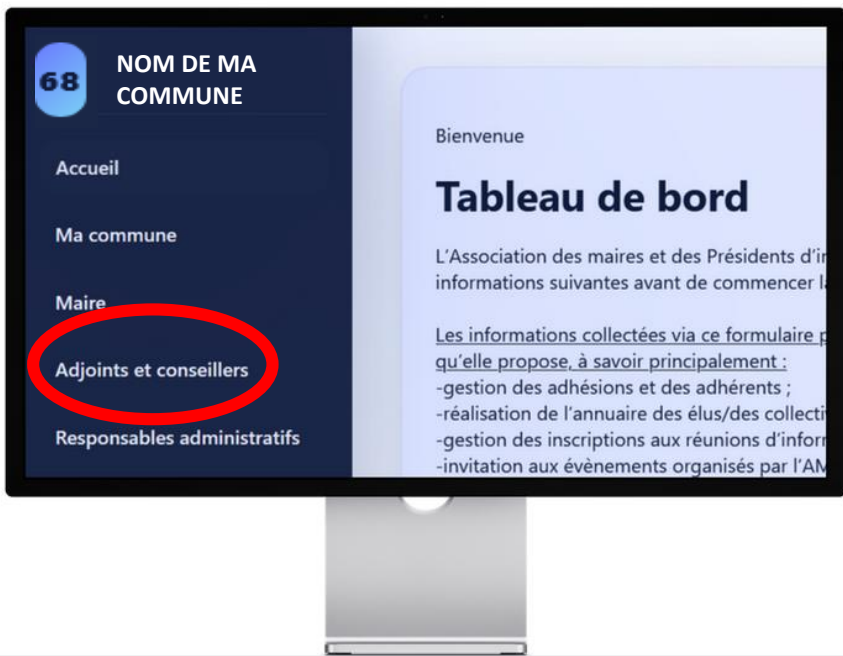 68
NOM DE MA
COMMUNE
Accueil
Ma commune
Maire
Adjoints et conseillers
Responsables administratifs
Bienvenue
Tableau de bord
L'Association des maires et des Présidents
informations suivantes avant de commencer
Les informations collectées via ce formulaire
qu'elle propose, à savoir principalement :
-gestion des adhésions et des adhérents ;
-réalisation de l'annuaire des élus/des
-gestion des inscriptions aux réunions
-invitation aux évènements organisés par